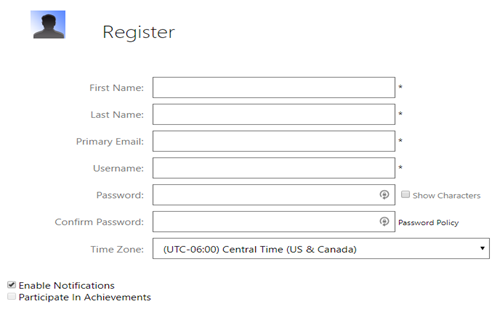 Register
First Name: *
Last Name: *
Primary Email: *
Username: *
Password: Show Characters
Confirm Password: Password Policy
Time Zone: (UTC-06:00) Central Time (US & Canada)
Enable Notifications
Participate In Achievements